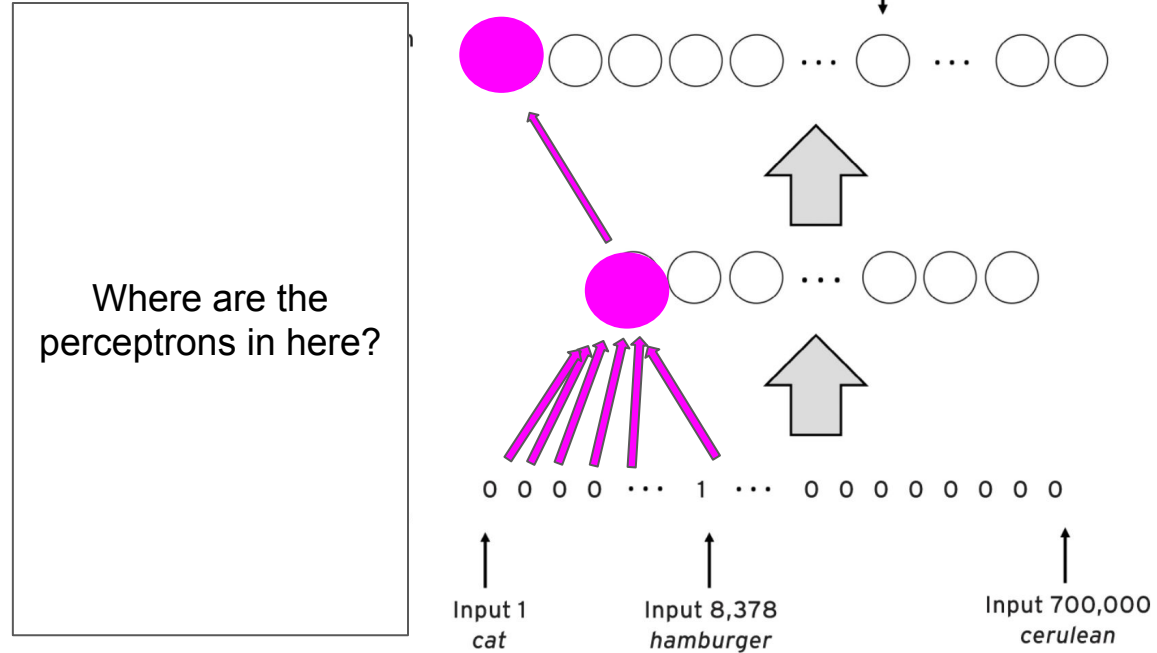 Where are the
perceptrons in here?
n
...
...
...
0 0 0 0 ... 1 ... 0 0 0 0 0 0 0 0
Input 1
cat
Input 8,378
hamburger
Input 700,000
cerulean